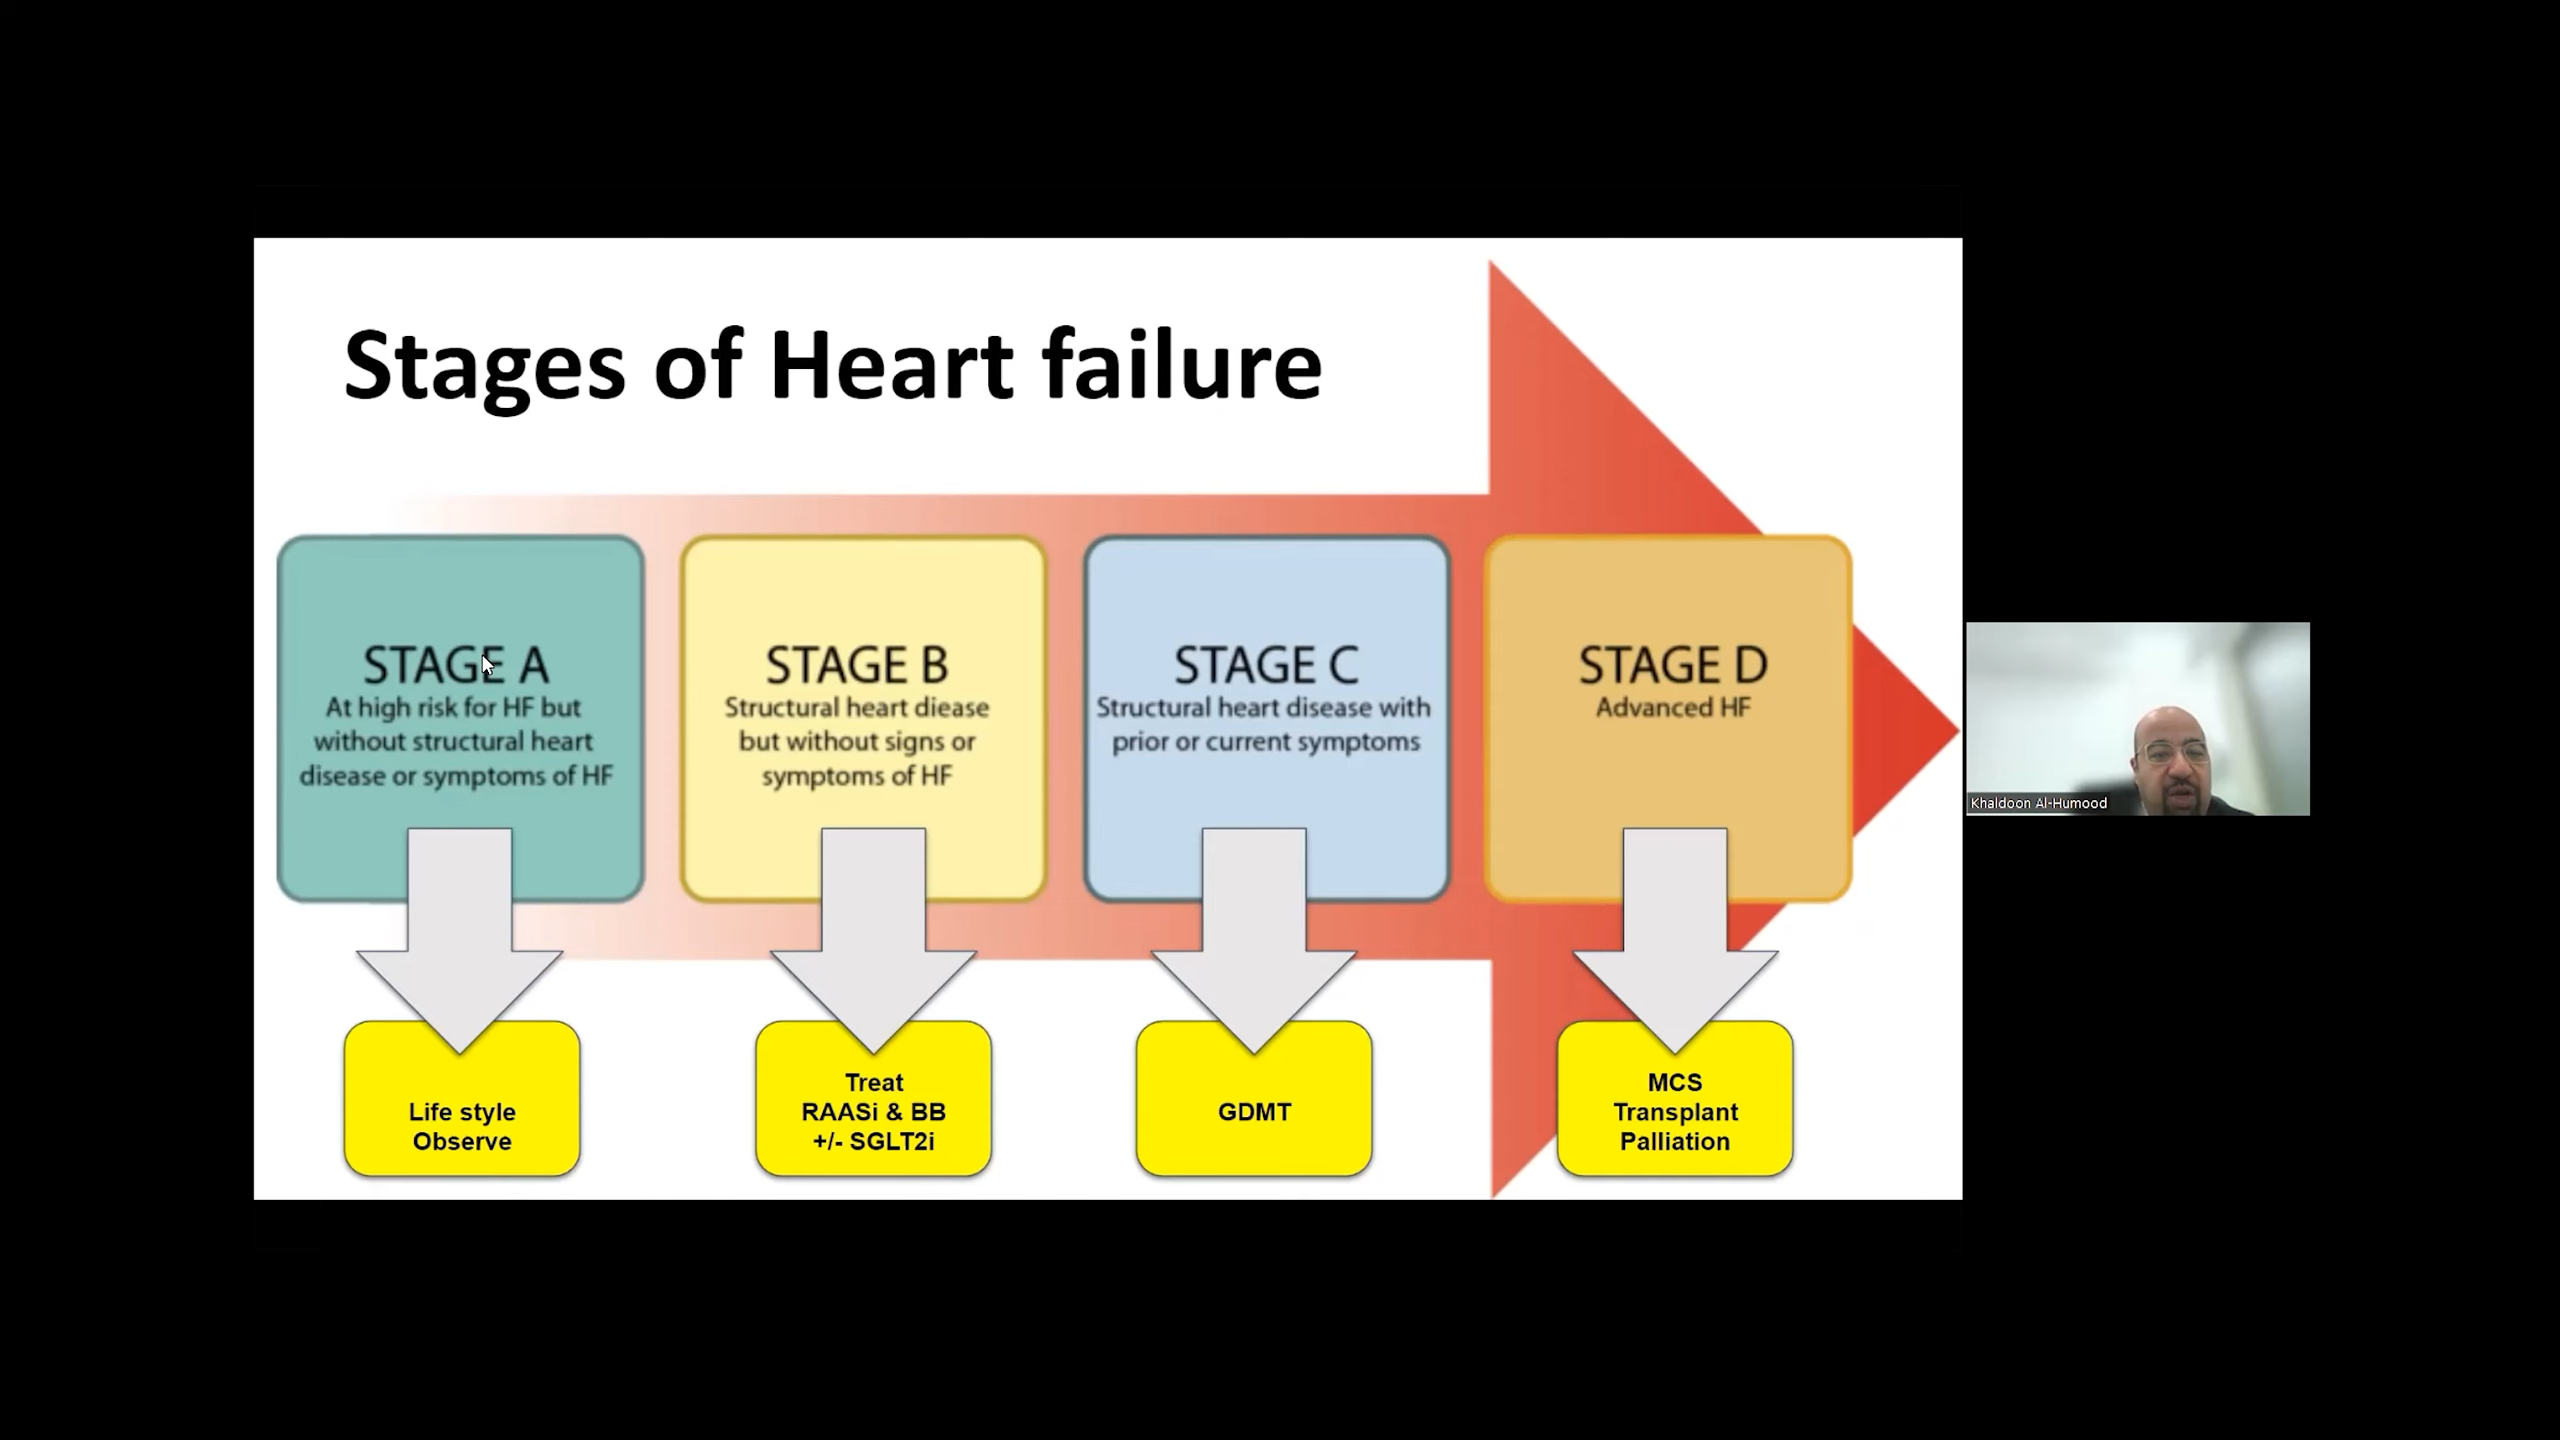 Stages of Heart failure
STAGE A
At high risk for HF but
without structural heart
disease or symptoms of HF
STAGE B
Structural heart diease
but without signs or
symptoms of HF
STAGE C
Structural heart disease with
prior or current symptoms
STAGE D
Advanced HF
Life style
Observe
Treat
RAASi & BB
+/- SGLT2i
GDMT
MCS
Transplant
Palliation
Khaldoon Al-Humood